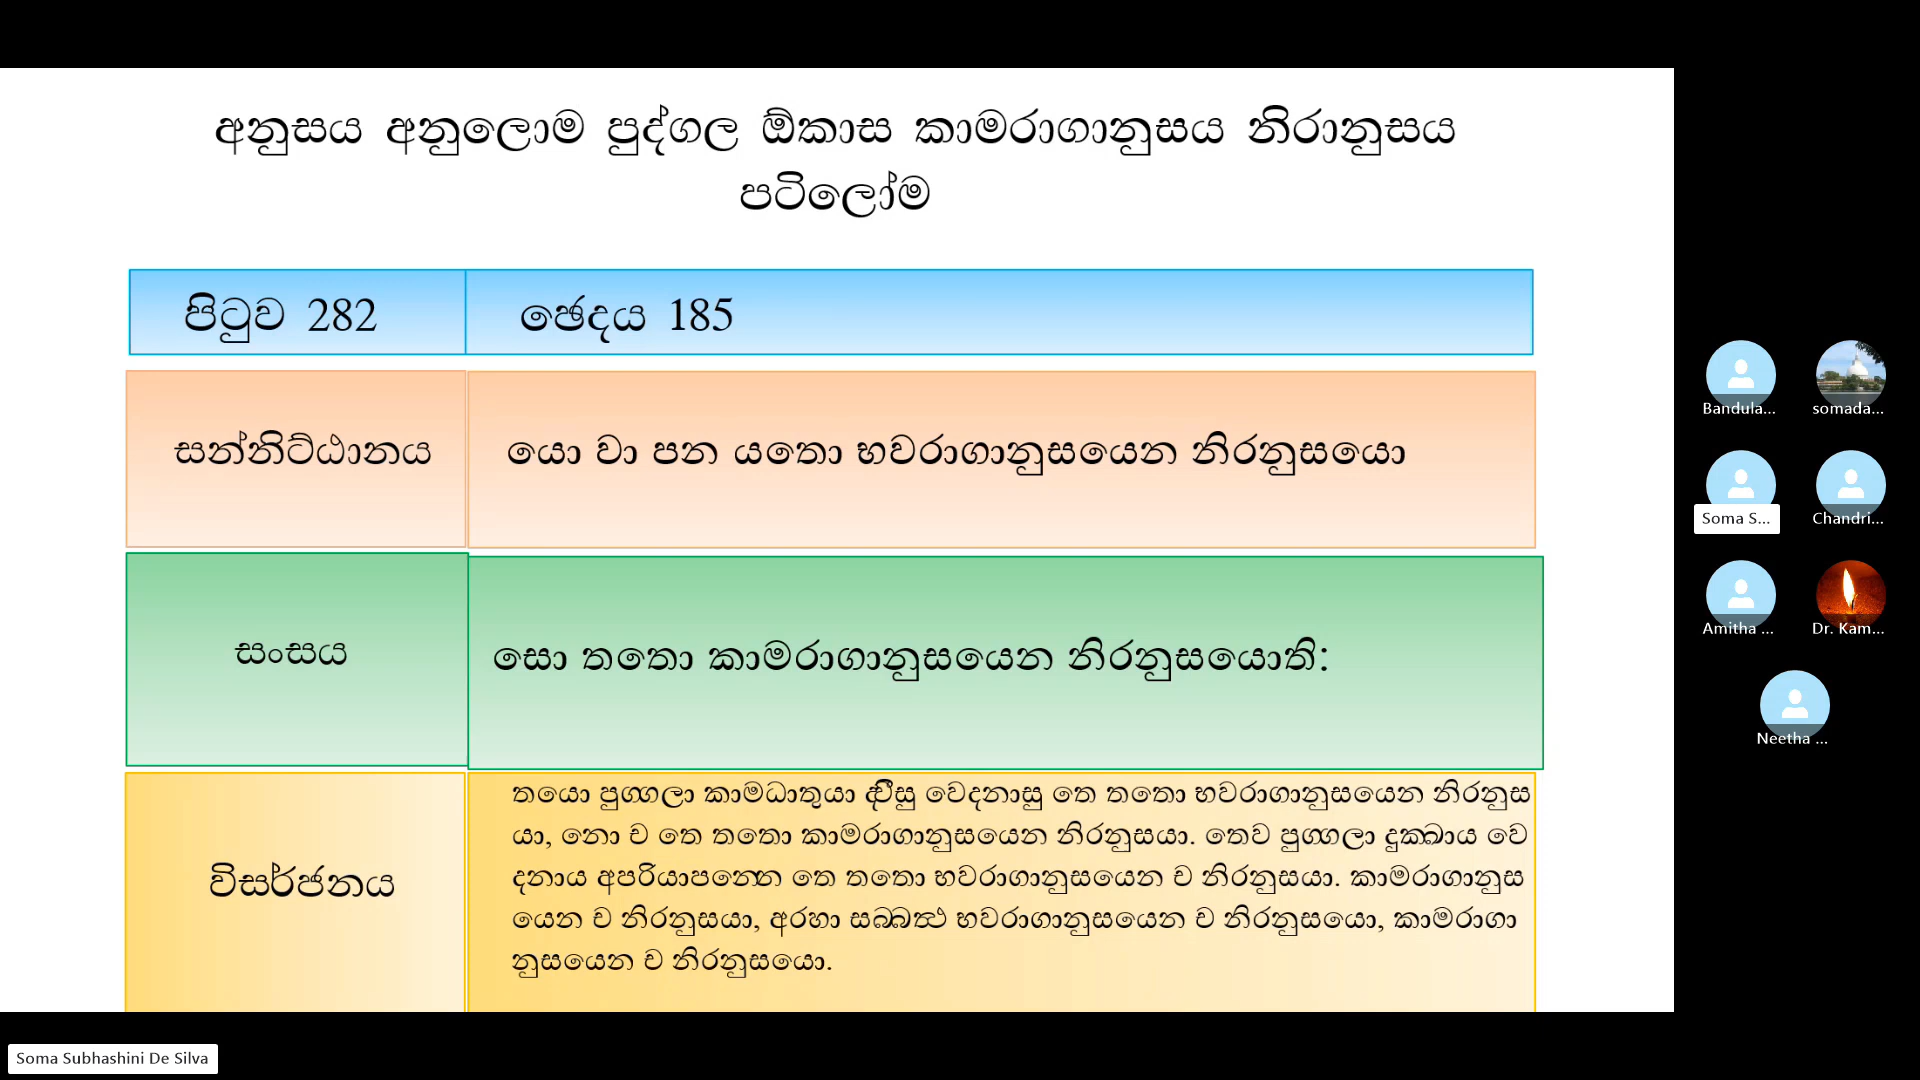 අනුසය අනුලොම පුද්ගල ඕකාස කාමරාගානුසය නිරානුසය
පටිලෝම
පිටුව 282
ඡෙදය 185
සන්නිට්ඨානය
යො වා පන යතො භවරාගානුසයෙන නිරනුසයො
සංසය
සො තතො කාමරාගානුසයෙන නිරනුසයොති:
විසර්ජනය
තයො පුග්ගලා කාමධාතුයා ද්වීසු වෙදනාසු තෙ තතො භවරාගානුසයෙන නිරනුස
යා, නො ච තෙ තතො කාමරාගානුසයෙන නිරනුසයා. තෙව පුග්ගලා දුක්ඛාය වෙ
දනාය අපරියාපන්නෙ තෙ තතො භවරාගානුසයෙන ච නිරනුසයා. කාමරාගානුස
යෙන ච නිරනුසයා, අරහා සබ්බත්ථ භවරාගානුසයෙන ච නිරනුසයො, කාමරාගා
නුසයෙන ච නිරනුසයො.
Bandula...
somada...
Soma S...
Chandri...
Amitha ...
Dr. Kam...
Neetha ...
Soma Subhashini De Silva